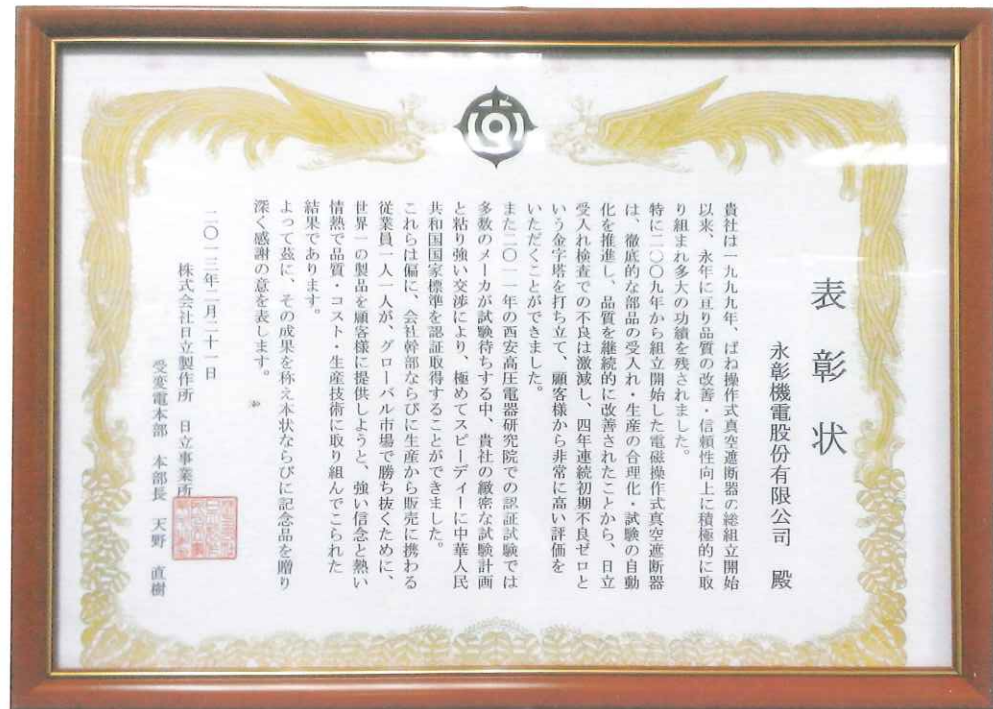 表彰状
永彰機電股份有限公司　殿
貴社は一九九九年、ばね操作式真空遮断器の総組立開始
以来、永年に亘り品質の改善・信頼性向上に積極的に取
り組まれ多大の功績を残されました。
特に二〇〇九年から組立開始した電磁操作式真空遮断器
は、徹底的な部品の受入れ・生産の合理化・試験の自動
化を推進し、品質を継続的に改善されたことから、日立
受入れ検査での不良は激減し、四年連続初期不良ゼロと
いう金字塔を打ち立て、顧客様から非常に高い評価を
いただくことができました。
また二〇一一年の西安高圧電器研究院での認証試験では
多数のメーカが試験待ちする中、貴社の緻密な試験計画
と粘り強い交渉により、極めてスピーディーに中華人民
共和国国家標準を認証取得することができました。
これらは偏に、会社幹部ならびに生産から販売に携わる
従業員一人一人が、グローバル市場で勝ち抜くために、
世界一の製品を顧客様に提供しようと、強い信念と熱い
情熱で品質・コスト・生産技術に取り組んでこられた
結果であります。
よって茲に、その成果を称え本状ならびに記念品を贈り
深く感謝の意を表します。
二〇一三年二月二十一日
株式会社日立製作所　日立事業所
受変電本部　本部長　天野　直樹